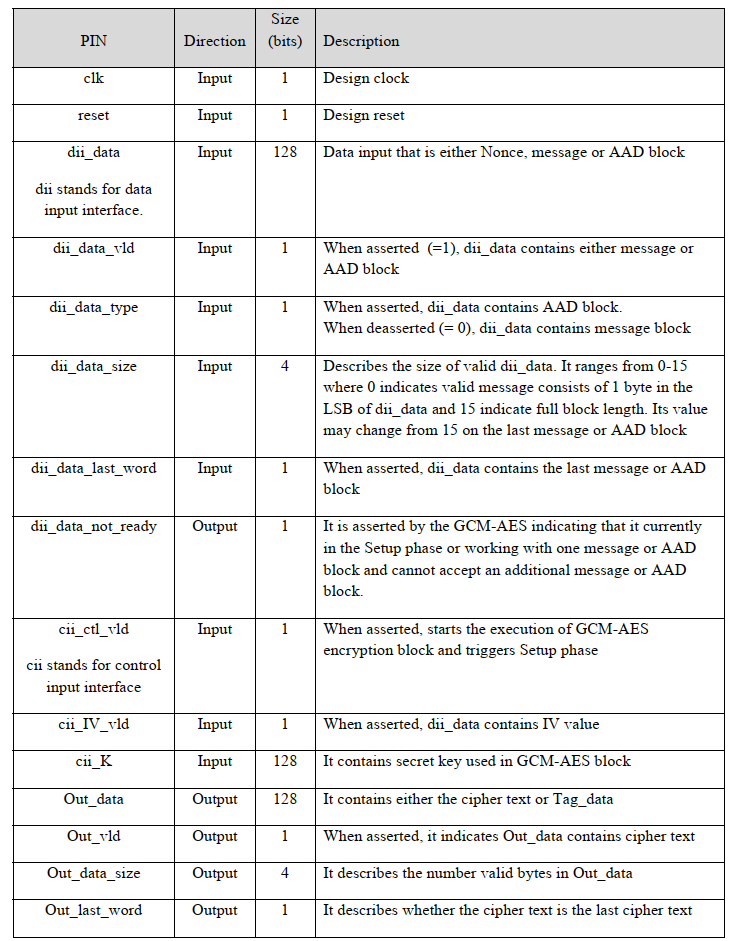 PIN Direction Size (bits) Description
clk Input 1 Design clock
reset Input 1 Design reset
dii_data Input 128 Data input that is either Nonce, message or AAD block
dii stands for data
input interface.
dii_data_vld Input 1 When asserted (=1), dii_data contains either message or
AAD block
dii_data_type Input 1 When asserted, dii_data contains AAD block.
When deasserted (= 0), dii_data contains message block
dii_data_size Input 4 Describes the size of valid dii_data. It ranges from 0-15
where 0 indicates valid message consists of 1 byte in the
LSB of dii_data and 15 indicate full block length. Its value
may change from 15 on the last message or AAD block
dii_data_last_word Input 1 When asserted, dii_data contains the last message or AAD
block
dii_data_not_ready Output 1 It is asserted by the GCM-AES indicating that it currently
in the Setup phase or working with one message or AAD
block and cannot accept an additional message or AAD
block.
cii_ctl_vld Input 1 When asserted, starts the execution of GCM-AES
encryption block and triggers Setup phase
cii stands for control
input interface
cii_IV_vld Input 1 When asserted, dii_data contains IV value
cii_K Input 128 It contains secret key used in GCM-AES block
Out_data Output 128 It contains either the cipher text or Tag_data
Out_vld Output 1 When asserted, it indicates Out_data contains cipher text
Out_data_size Output 4 It describes the number valid bytes in Out_data
Out_last_word Output 1 It describes whether the cipher text is the last cipher text